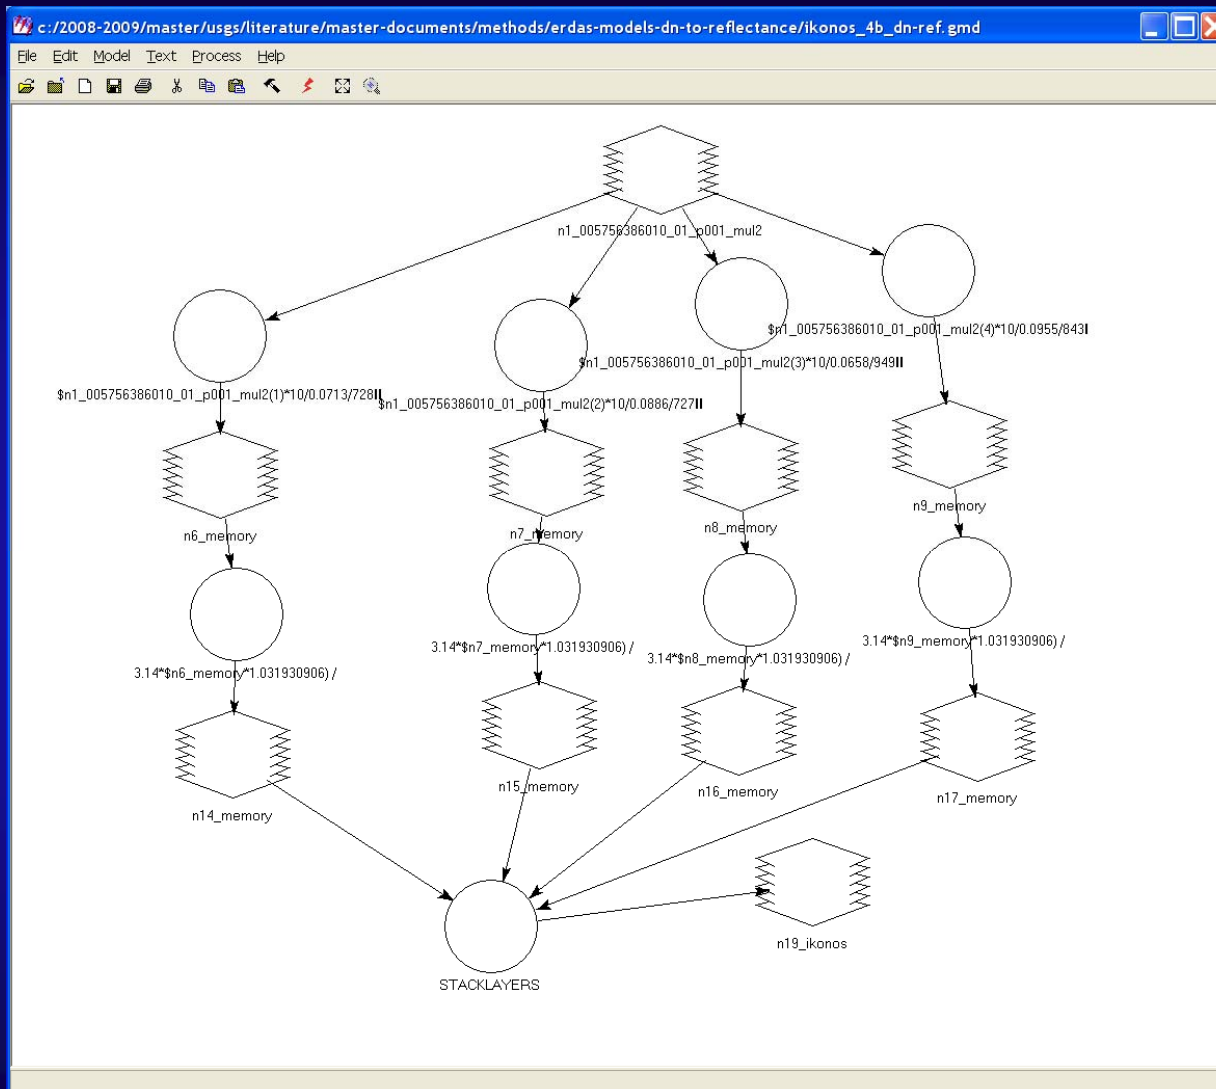 c:/2008-2009/master/usgs/literature/master-documents/methods/erdas-models-dn-to-reflectance/ikonos_4b_dn-ref.gmd
File Edit Model Text Process Help
n1_005756386010_01_p001_mul2
$n1_005756386010_01_p001_mul2(4)*10/0.0955/843
$n1_005756386010_01_p001_mul2(3)*10/0.0658/949
$n1_005756386010_01_p001_mul2(1)*10/0.0713/728
$n1_005756386010_01_p001_mul2(2)*10/0.0886/727
n9_memory
n8_memory
n7_memory
n6_memory
3.14*$n9_memory*1.031930906) /
3.14*$n7_memory*1.031930906) /
3.14*$n8_memory*1.031930906) /
3.14*$n6_memory*1.031930906) /
n15_memory
n16_memory
n17_memory
n14_memory
n19_ikonos
STACKLAYERS